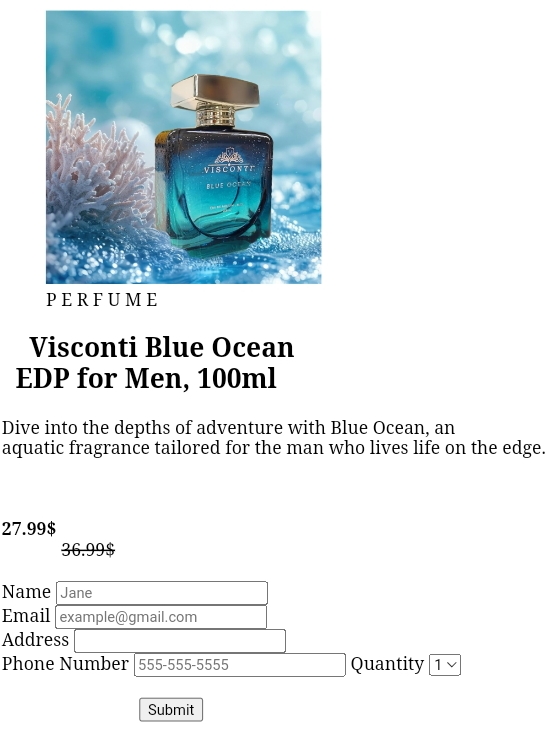 VISCONTI
BLUE OCEAN
PERFUME
Visconti Blue Ocean
EDP for Men, 100ml
Dive into the depths of adventure with Blue Ocean, an
aquatic fragrance tailored for the man who lives life on the edge.
27.99$
36.99$
Name Jane
Email example@gmail.com
Address
Phone Number 555-555-5555 Quantity 1
Submit